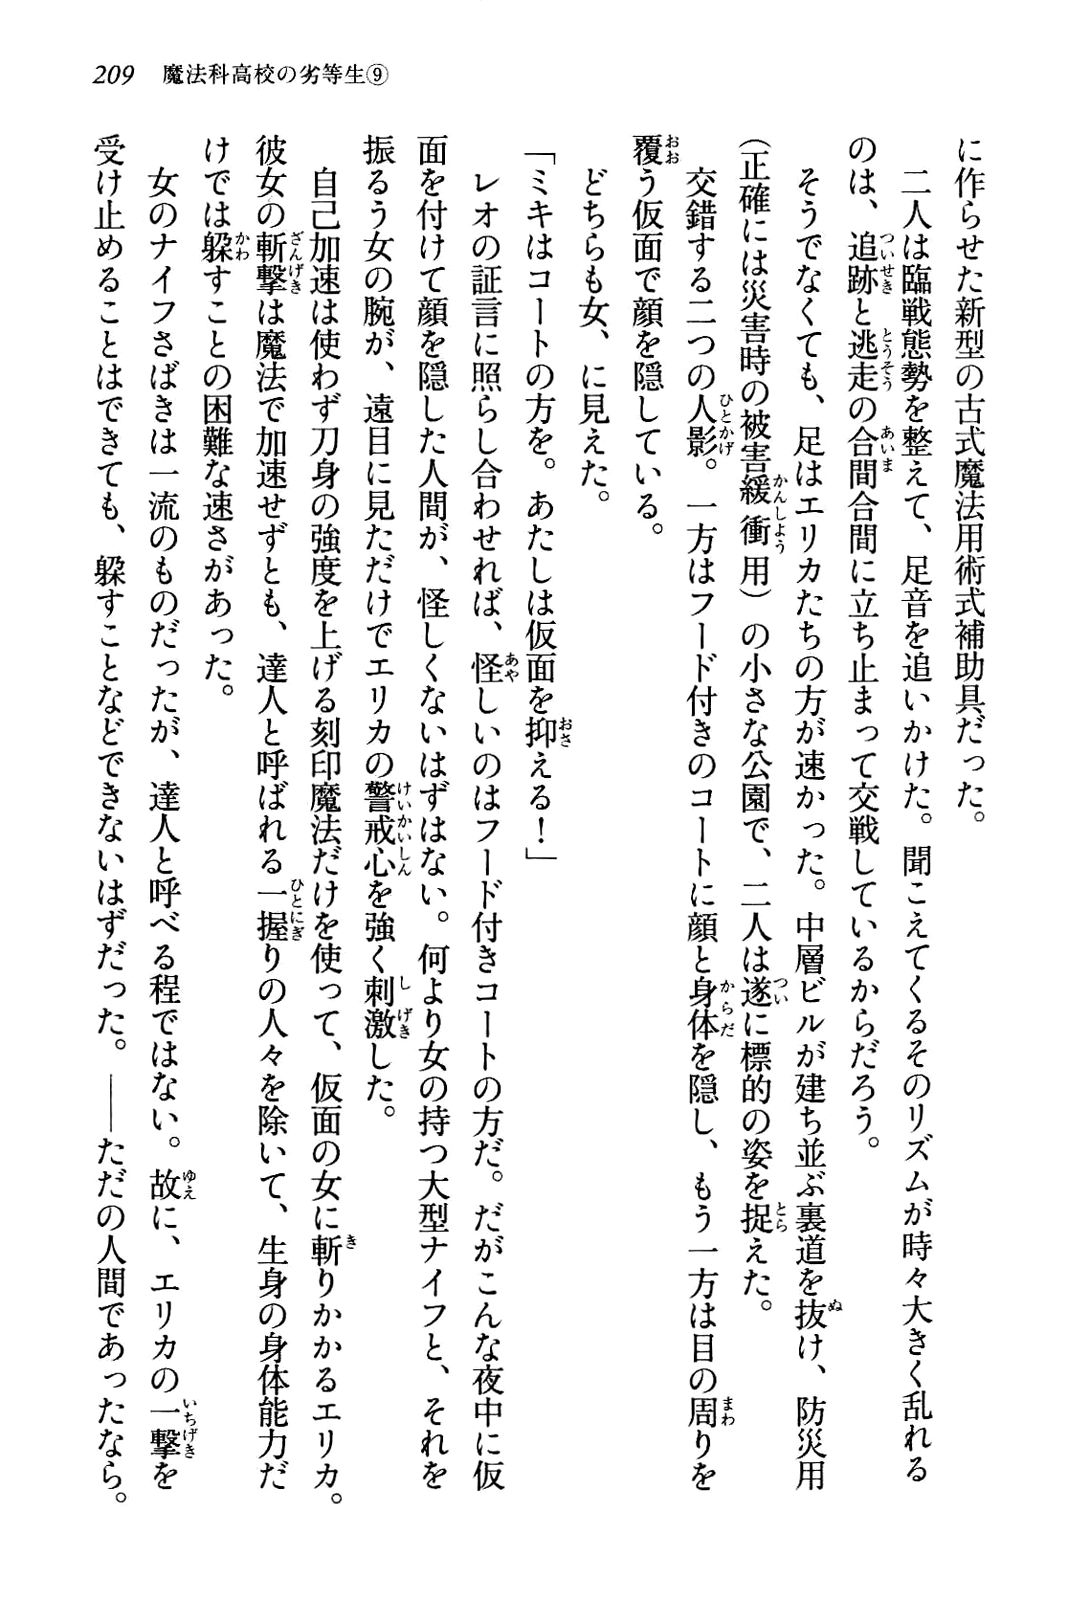 209 魔法科高校の劣等生⑨
に作らせた新型の古式魔法用術式補助具だった。
二人は臨戦態勢を整えて、足音を追いかけた。聞こえてくるそのリズムが時々大きく乱れる
のは、追跡と逃走の合間合間に立ち止まって交戦しているからだろう。
そうでなくても、足はエリカたちの方が速かった。中層ビルが建ち並ぶ裏道を抜け、防災用
（正確には災害時の被害緩衝用）の小さな公園で、二人は遂に標的の姿を捉えた。
交錯する二つの人影。一方はフード付きのコートに顔と身体を隠し、もう一方は目の周りを
覆う仮面で顔を隠している。
どちらも女、に見えた。
「ミキはコートの方を。あたしは仮面を抑える！」
レオの証言に照らし合わせれば、怪しいのはフード付きコートの方だ。だがこんな夜中に仮
面を付けて顔を隠した人間が、怪しくないはずはない。何より女の持つ大型ナイフと、それを
振るう女の腕が、遠目に見ただけでエリカの警戒心を強く刺激した。
自己加速は使わず刀身の強度を上げる刻印魔法だけを使って、仮面の女に斬りかかるエリカ。
彼女の斬撃は魔法で加速せずとも、達人と呼ばれる一握りの人々を除いて、生身の身体能力だ
けでは躱すことの困難な速さがあった。
女のナイフさばきは一流のものだったが、達人と呼べる程ではない。故に、エリカの一撃を
受け止めることはできても、躱すことなどできないはずだった。――ただの人間であったなら。